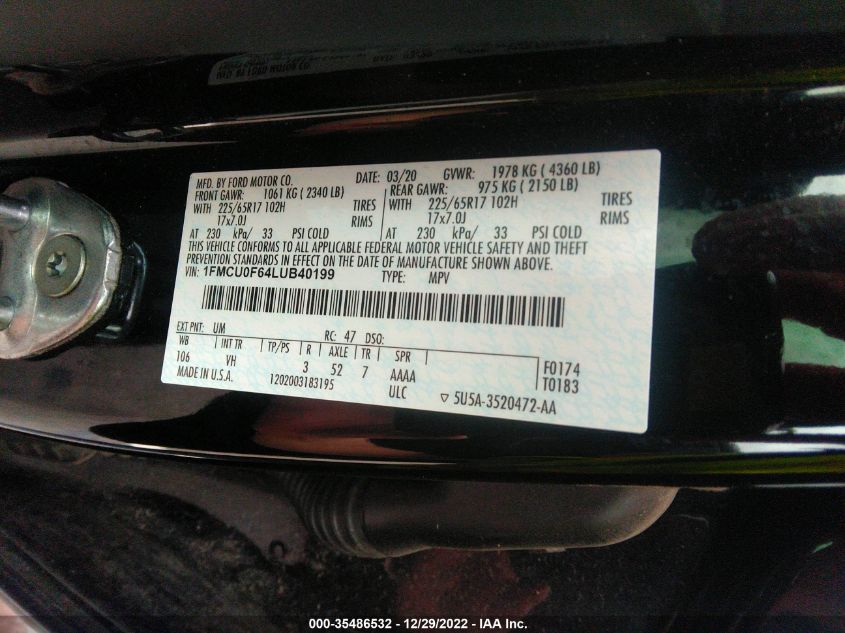 MFD. BY FORD MOTOR CO. DATE: 03/20 GVWR: 1978 KG ( 4360 LB)
FRONT GAWR: 1061 KG ( 2340 LB) REAR GAWR: 975 KG ( 2150 LB)
WITH 225/65R17 102H TIRES WITH 225/65R17 102H TIRES
17x7.0J RIMS 17x7.0J RIMS
AT 230 kPa/ 33 PSI COLD AT 230 kPa/ 33 PSI COLD
THIS VEHICLE CONFORMS TO ALL APPLICABLE FEDERAL MOTOR VEHICLE SAFETY AND THEFT
PREVENTION STANDARDS IN EFFECT ON THE DATE OF MANUFACTURE SHOWN ABOVE.
VIN: 1FMCU0F64LUB40199 TYPE: MPV
EXT PNT: UM RC: 47 DSO:
WB INT TR TP/PS R AXLE TR SPR F0174
106 VH 3 52 7 AAAA T0183
MADE IN U.S.A. 1202003183195 ULC 5U5A-3520472-AA
000-35486532 - 12/29/2022 - IAA Inc.